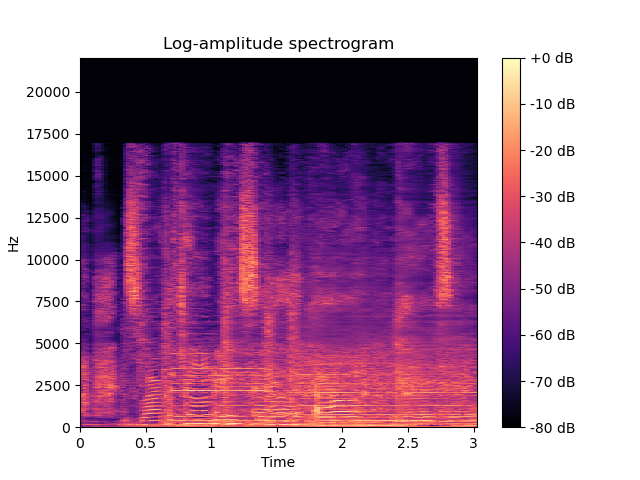 Log-amplitude spectrogram
Hz
20000
17500
15000
12500
10000
7500
5000
2500
0
0 0.5 1 1.5 2 2.5 3
Time
+0 dB
-10 dB
-20 dB
-30 dB
-40 dB
-50 dB
-60 dB
-70 dB
-80 dB